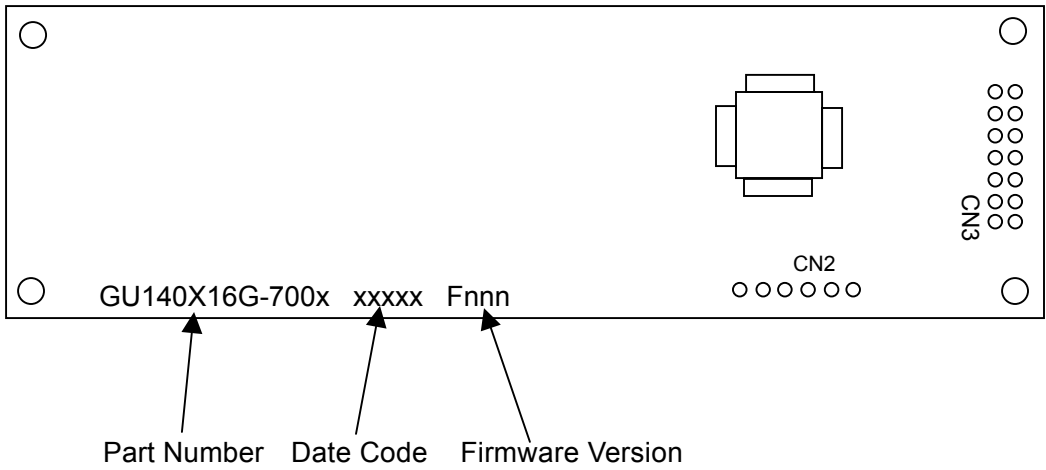 CN3
CN2
GU140X16G-700x xxxxx Fnnn
Part Number Date Code Firmware Version